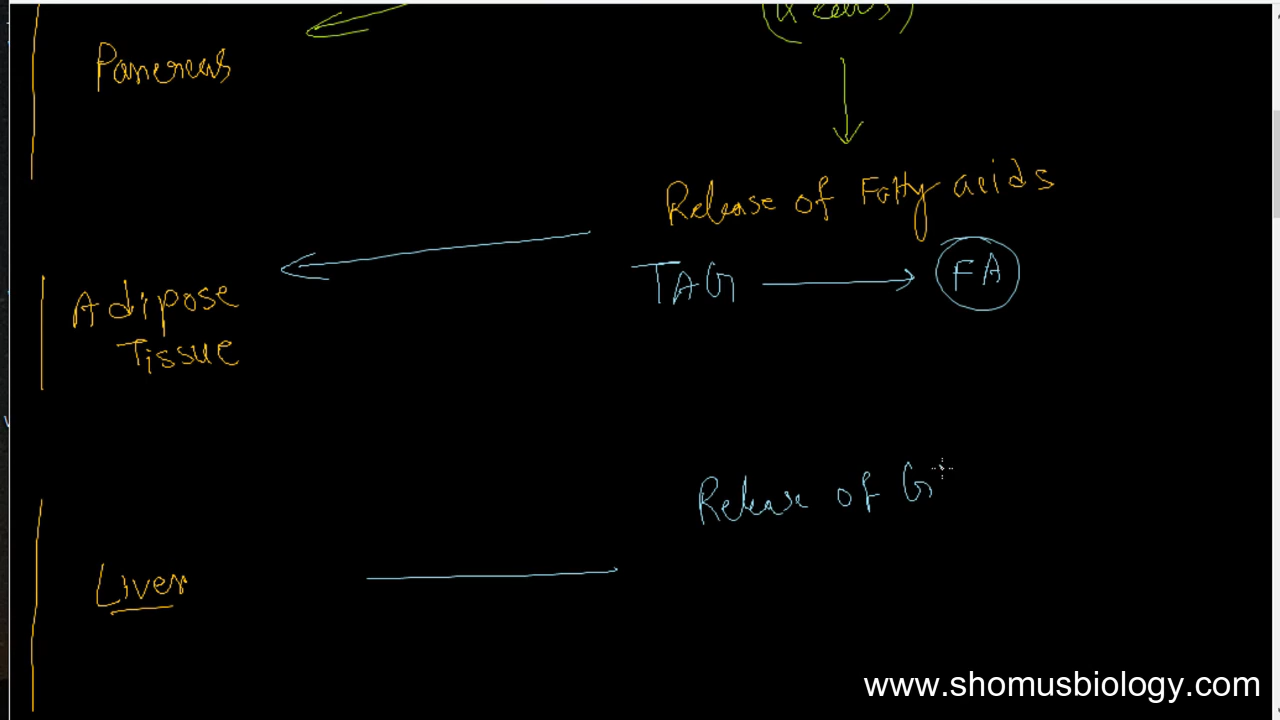 Pancreas
Release of Fatty acids
TAG FA
Adipose
Tissue
Release of G
Liver
www.shomusbiology.com